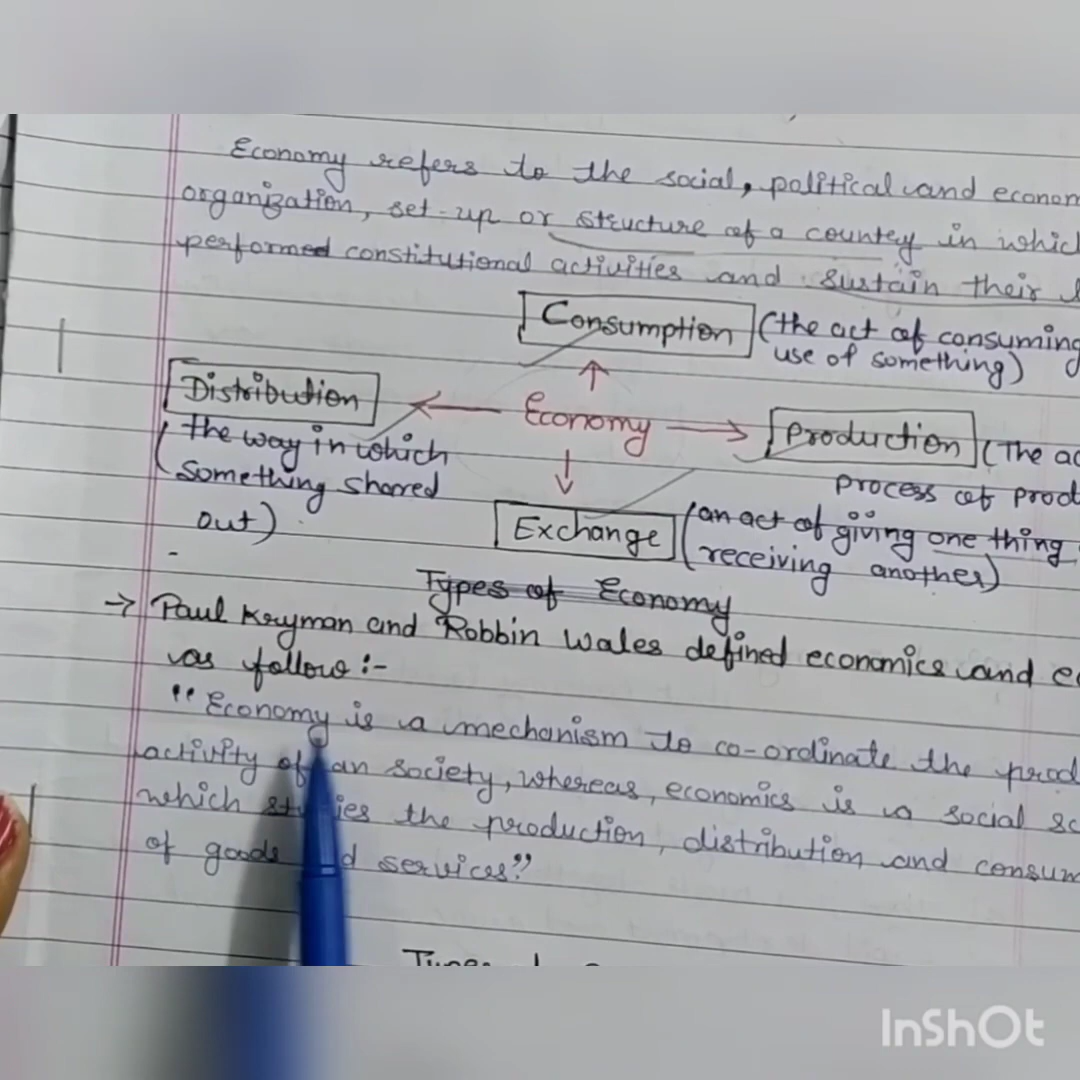 Economy refers to the social, political and econom
organization, set-up or structure of a country in which
performed constitutional activities and sustain their
Consumption (the act of consuming
use of something)
Distribution
(the way in which
something shared
out)
Economy
Production (The ac
process of prod
Exchange (an act of giving one thing
receiving another)
Types of Economy
→ Paul Kryman and Robbin Wales defined economics and ec
as follow:-
"Economy is a mechanism to co-ordinate the prod
activity of an society, whereas, economics is a social sc
which studies the production, distribution and consum
of goods and services"
InShOt